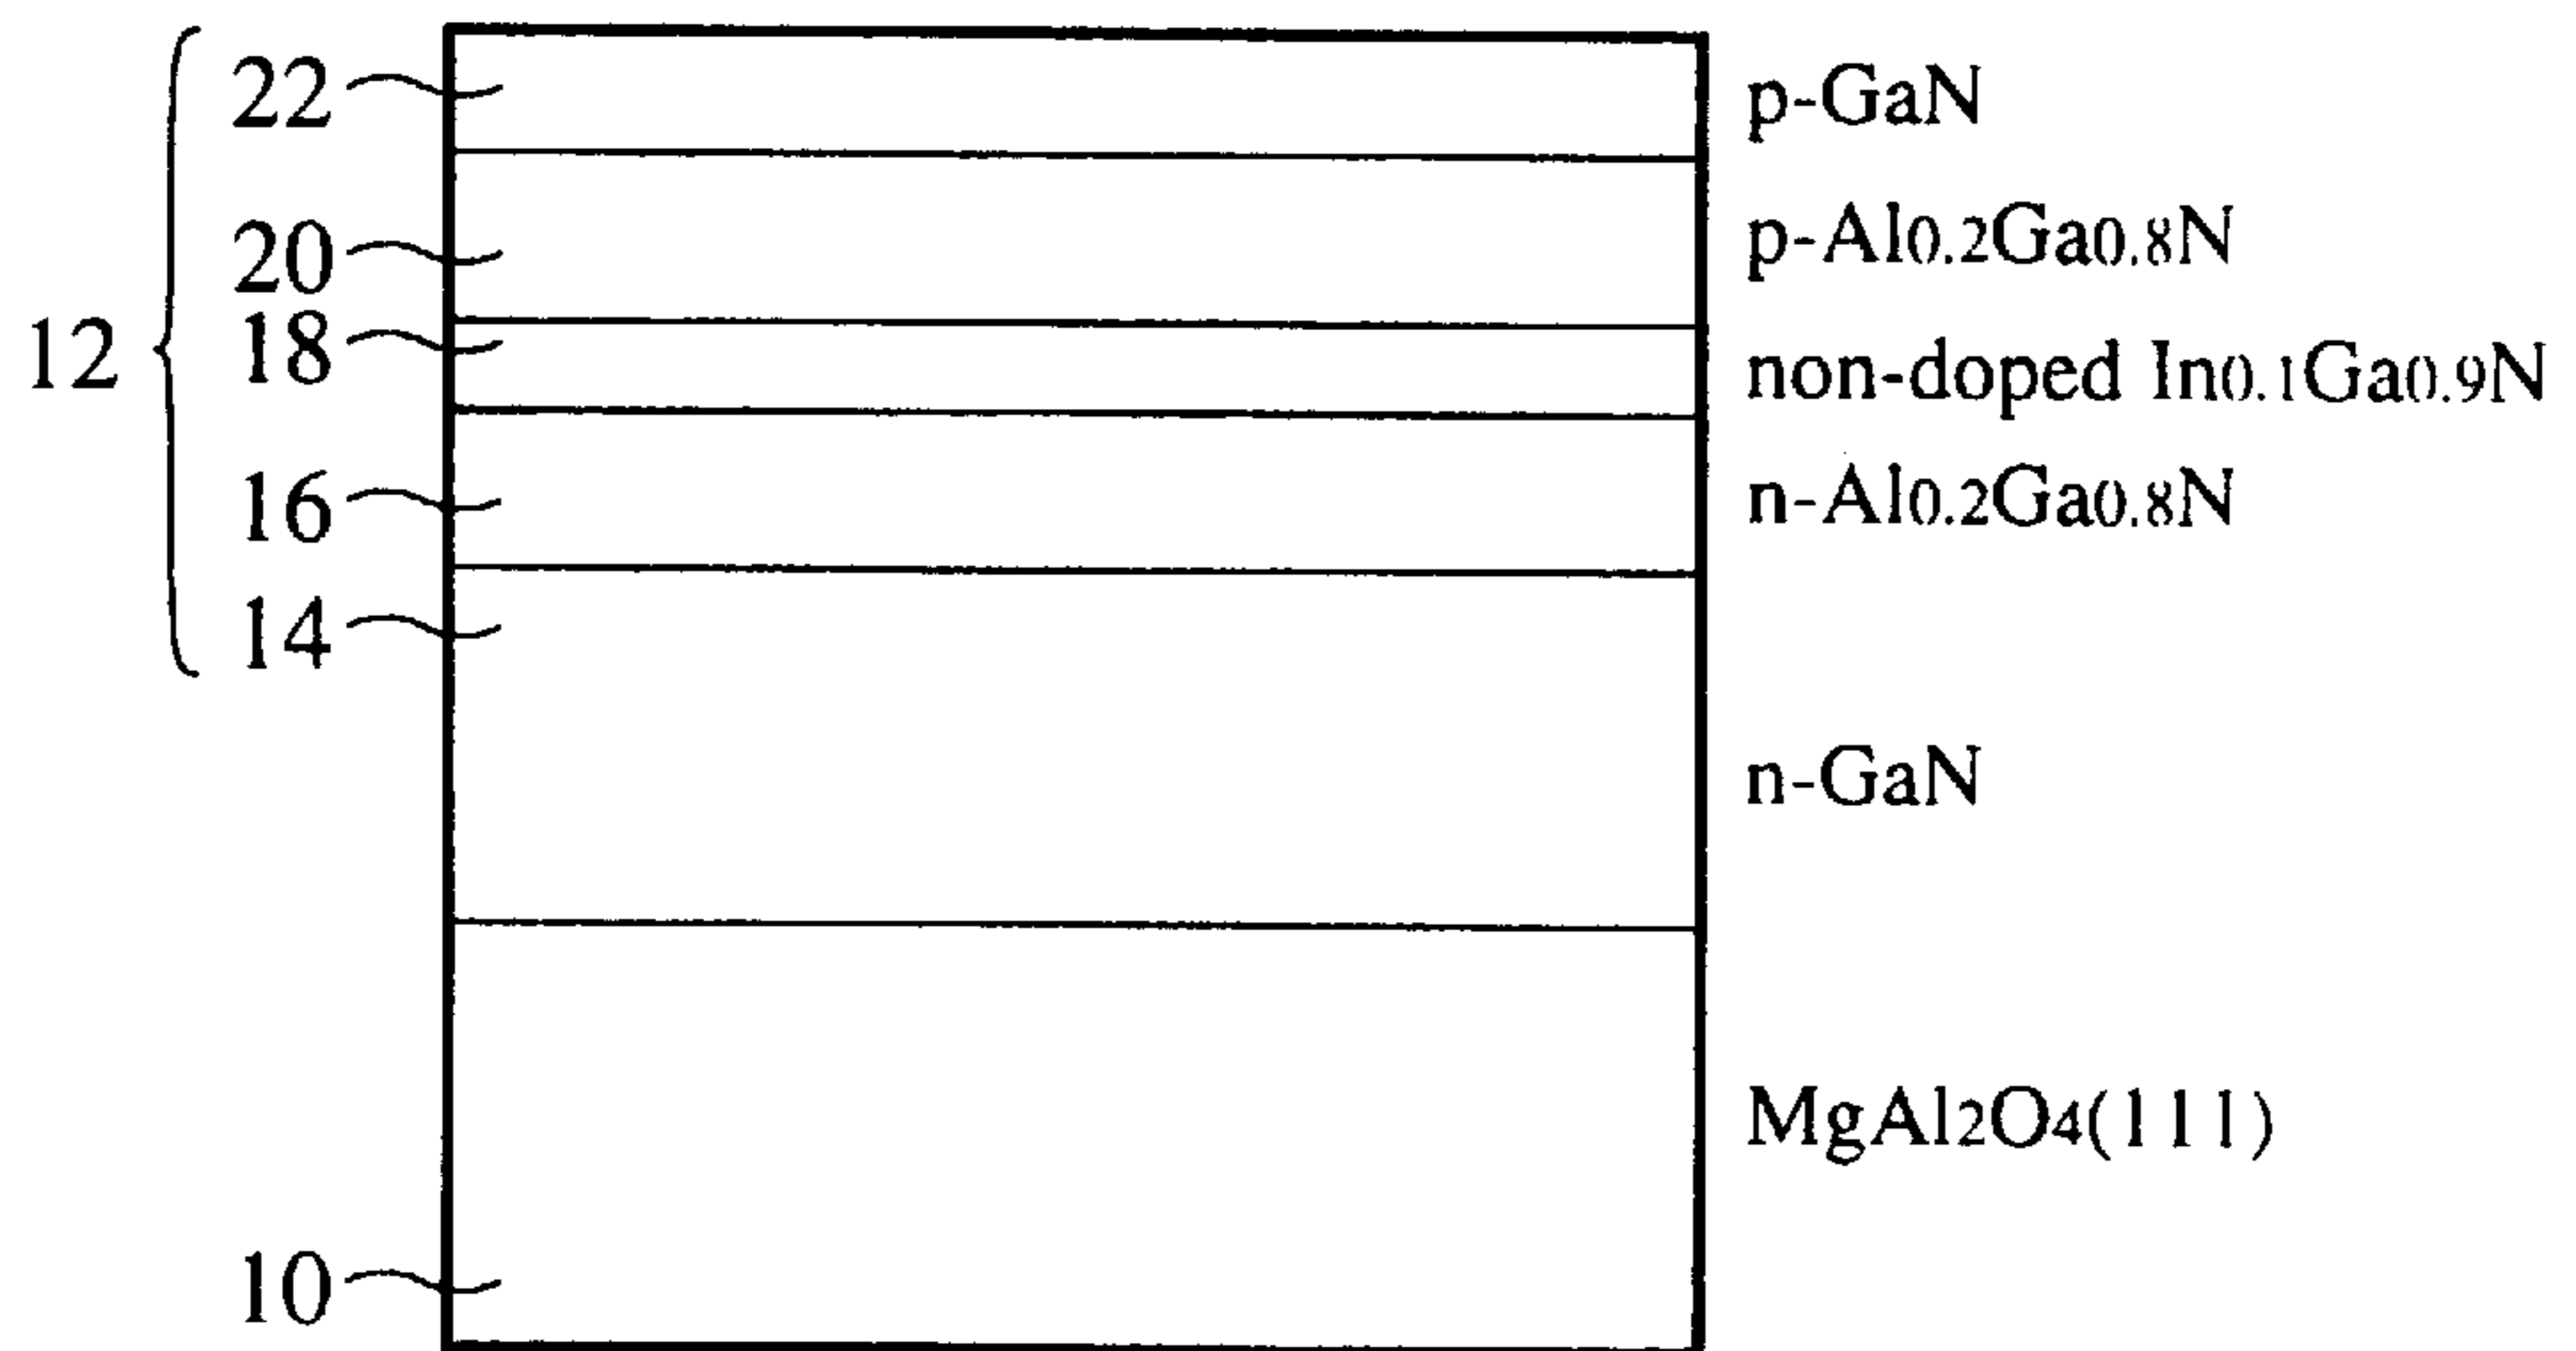 22 p-GaN
20 p-Al0.2Ga0.8N
12
18 non-doped In0.1Ga0.9N
16 n-Al0.2Ga0.8N
14
n-GaN
MgAl2O4(111)
10